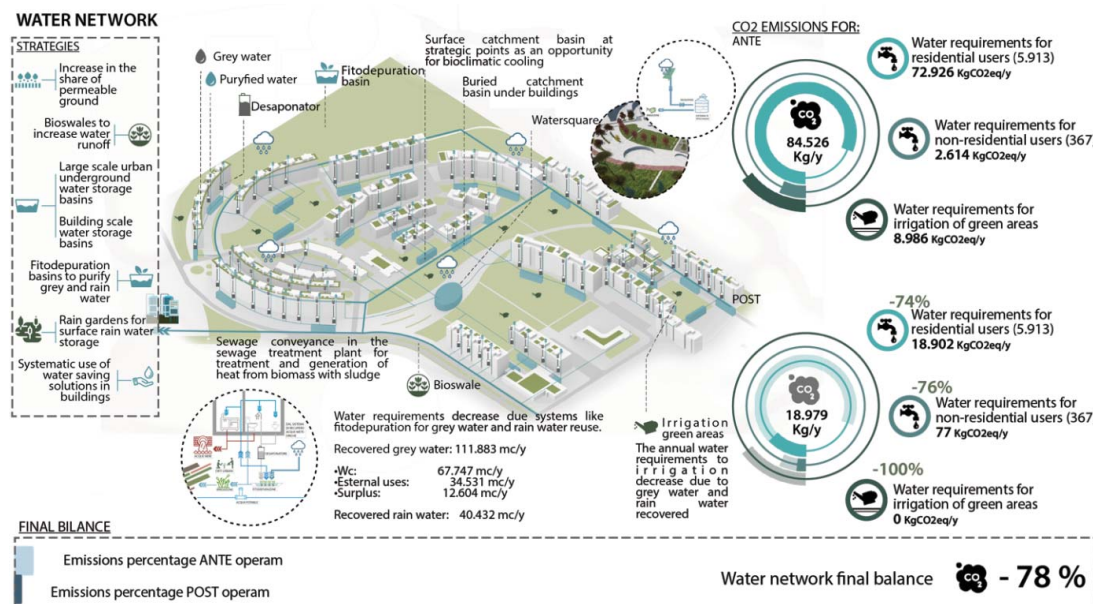 WATER NETWORK
STRATEGIES
Increase in the
share of
permeable
ground
Bioswales to
increase water
runoff
Large scale urban
underground
water storage
basins
Building scale
water storage
basins
Fitodepuration
basins to purify
grey and rain
water
Rain gardens for
surface rain water
storage
Systematic use of
water saving
solutions in
buildings
Grey water
Puryfied water
Desaponator
Fitodepuration
basin
Surface catchment basin at
strategic points as an opportunity
for bioclimatic cooling
Buried catchment
basin under buildings
Watersquare
POST
Sewage conveyance in the
sewage treatment plant for
treatment and generation of
heat from biomass with sludge
Bioswale
Water requirements decrease due systems like
fitodepuration for grey water and rain water reuse.
Recovered grey water: 111.883 mc/y
•Wc: 67.747 mc/y
•Esternal uses: 34.531 mc/y
•Surplus: 12.604 mc/y
Recovered rain water: 40.432 mc/y
Irrigation
green areas
The annual water
requirements to
irrigation
decrease due to
grey water and
rain water
recovered
CO2 EMISSIONS FOR:
ANTE
CO2
84.526
Kg/y
Water requirements for
residential users (5.913)
72.926 KgCO2eq/y
Water requirements for
non-residential users (367
2.614 KgCO2eq/y
Water requirements for
irrigation of green areas
8.986 KgCO2eq/y
CO2
18.979
Kg/y
-74%
Water requirements for
residential users (5.913)
18.902 KgCO2eq/y
-76%
Water requirements for
non-residential users (367
77 KgCO2eq/y
-100%
Water requirements for
irrigation of green areas
0 KgCO2eq/y
FINAL BILANCE
Emissions percentage ANTE operam
Emissions percentage POST operam
Water network final balance CO2 - 78 %